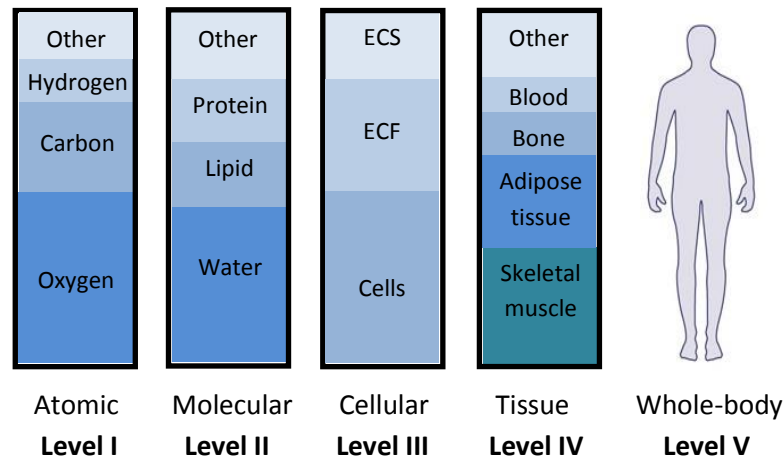 Other
Hydrogen
Carbon
Oxygen
Other
Protein
Lipid
Water
ECS
ECF
Cells
Other
Blood
Bone
Adipose
tissue
Skeletal
muscle
Atomic
Level I
Molecular
Level II
Cellular
Level III
Tissue
Level IV
Whole-body
Level V